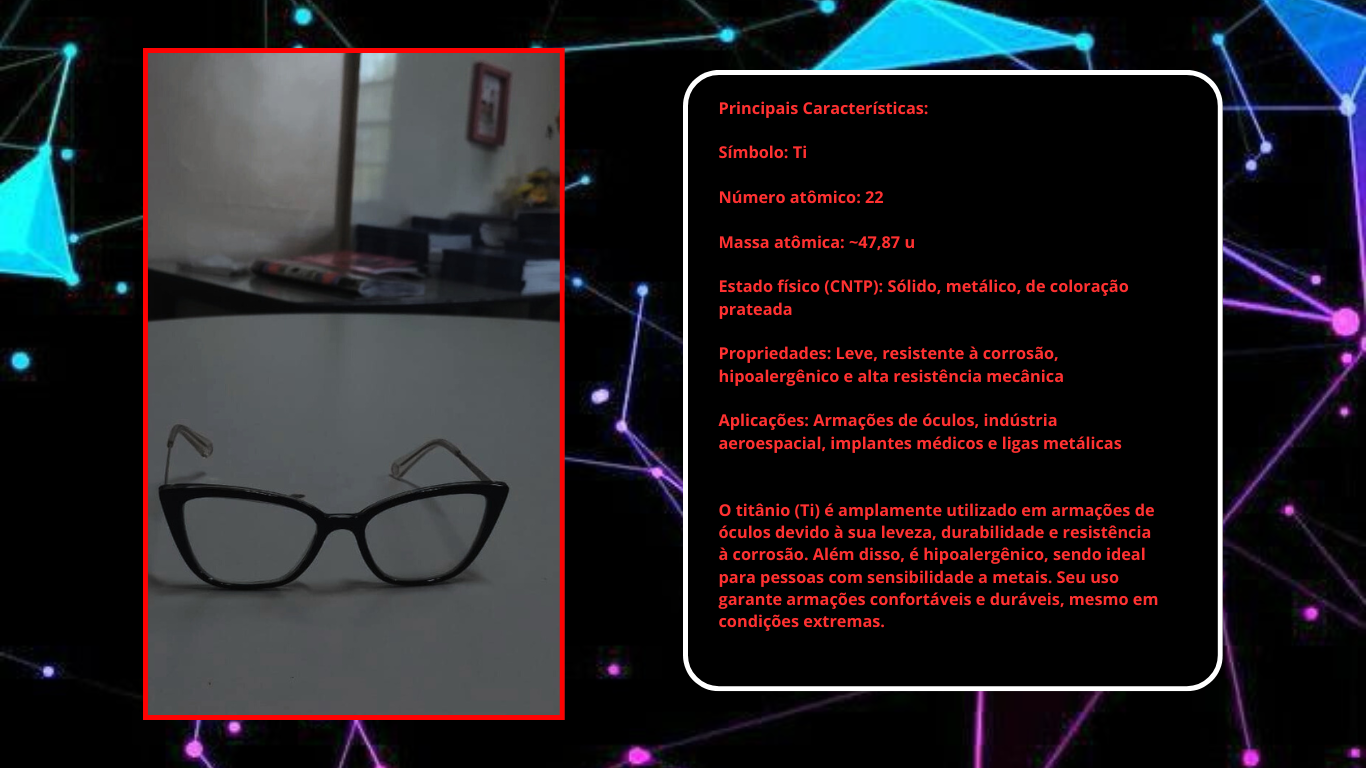 Principais Características:
Símbolo: Ti
Número atômico: 22
Massa atômica: ~47,87 u
Estado físico (CNTP): Sólido, metálico, de coloração
prateada
Propriedades: Leve, resistente à corrosão,
hipoalergênico e alta resistência mecânica
Aplicações: Armações de óculos, indústria
aeroespacial, implantes médicos e ligas metálicas
O titânio (Ti) é amplamente utilizado em armações de
óculos devido à sua leveza, durabilidade e resistência
à corrosão. Além disso, é hipoalergênico, sendo ideal
para pessoas com sensibilidade a metais. Seu uso
garante armações confortáveis e duráveis, mesmo em
condições extremas.